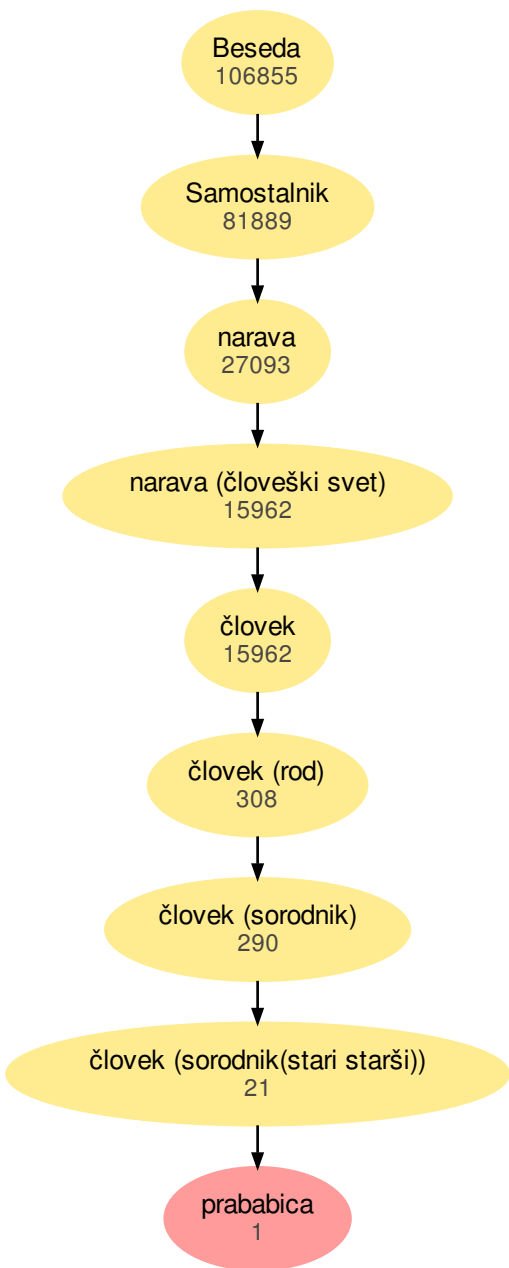 Beseda
106855
Samostalnik
81889
narava
27093
narava (človeški svet)
15962
človek
15962
človek (rod)
308
človek (sorodnik)
290
človek (sorodnik(stari starši))
21
prababica
1